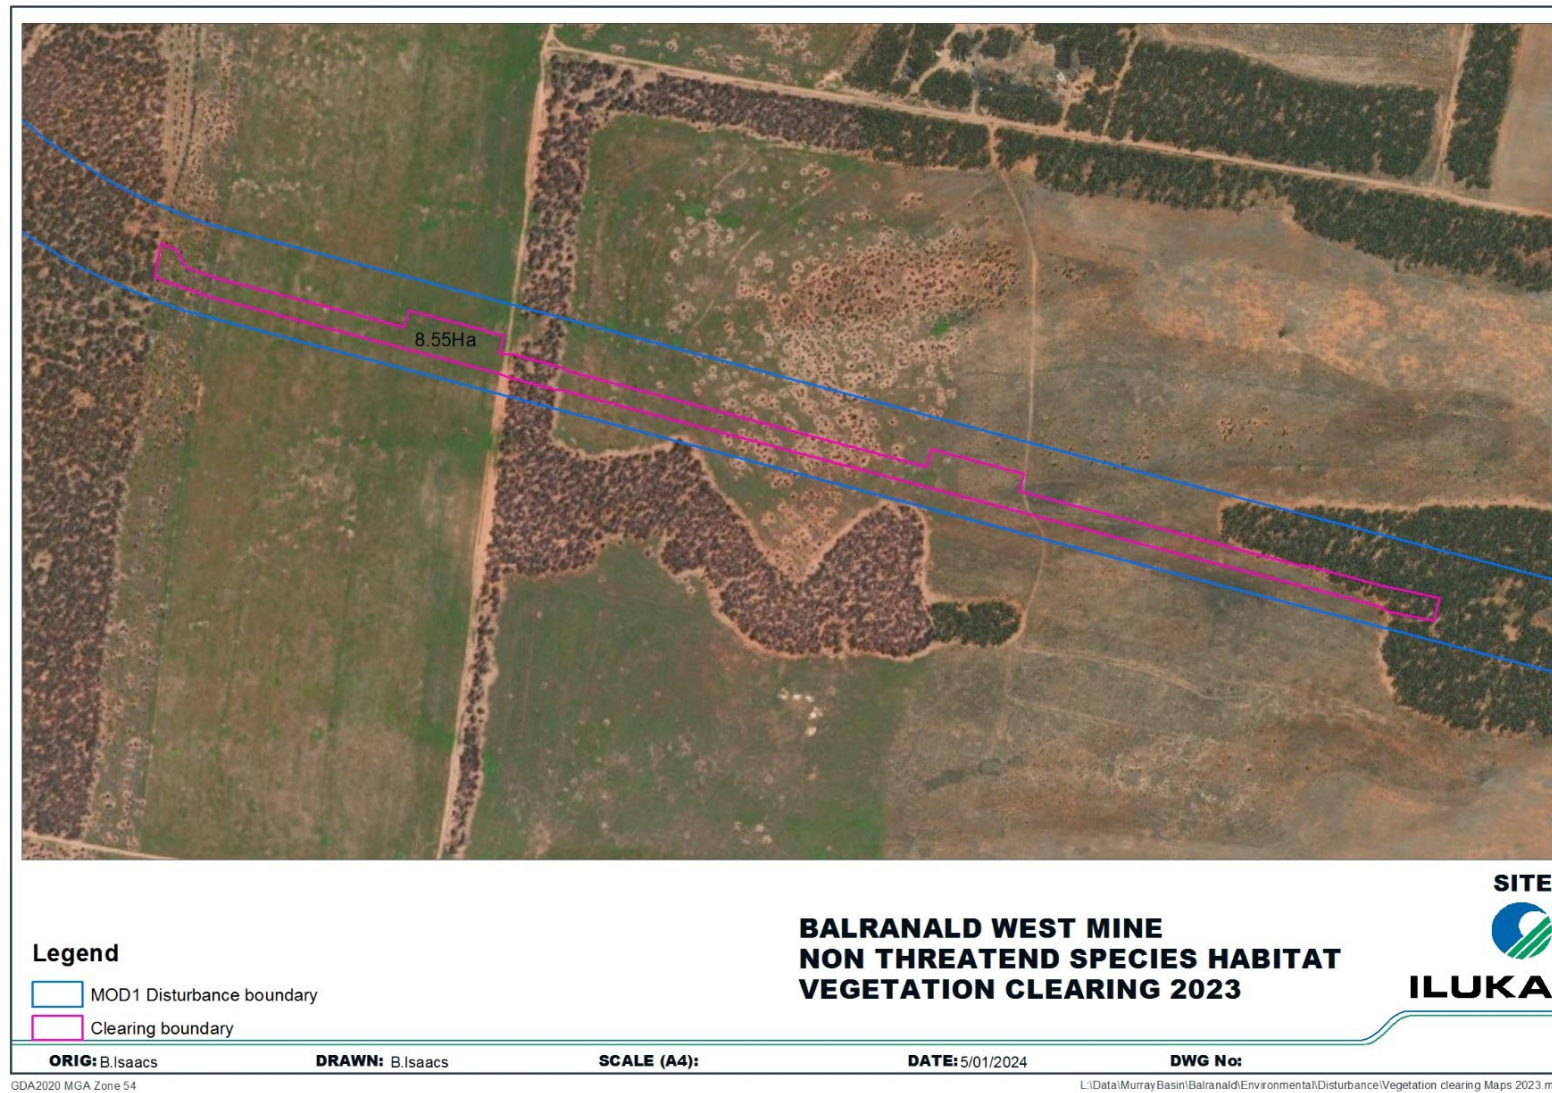 8.55Ha
SITE
Legend
BALRANALD WEST MINE
NON THREATEND SPECIES HABITAT
VEGETATION CLEARING 2023
ILUKA
MOD1 Disturbance boundary
Clearing boundary
ORIG: B.Isaacs DRAWN: B.Isaacs SCALE (A4): DATE: 5/01/2024 DWG No:
GDA2020 MGA Zone 54 L:\Data\MurrayBasin\Balranald\Environmental\Disturbance\Vegetation clearing Maps 2023.m